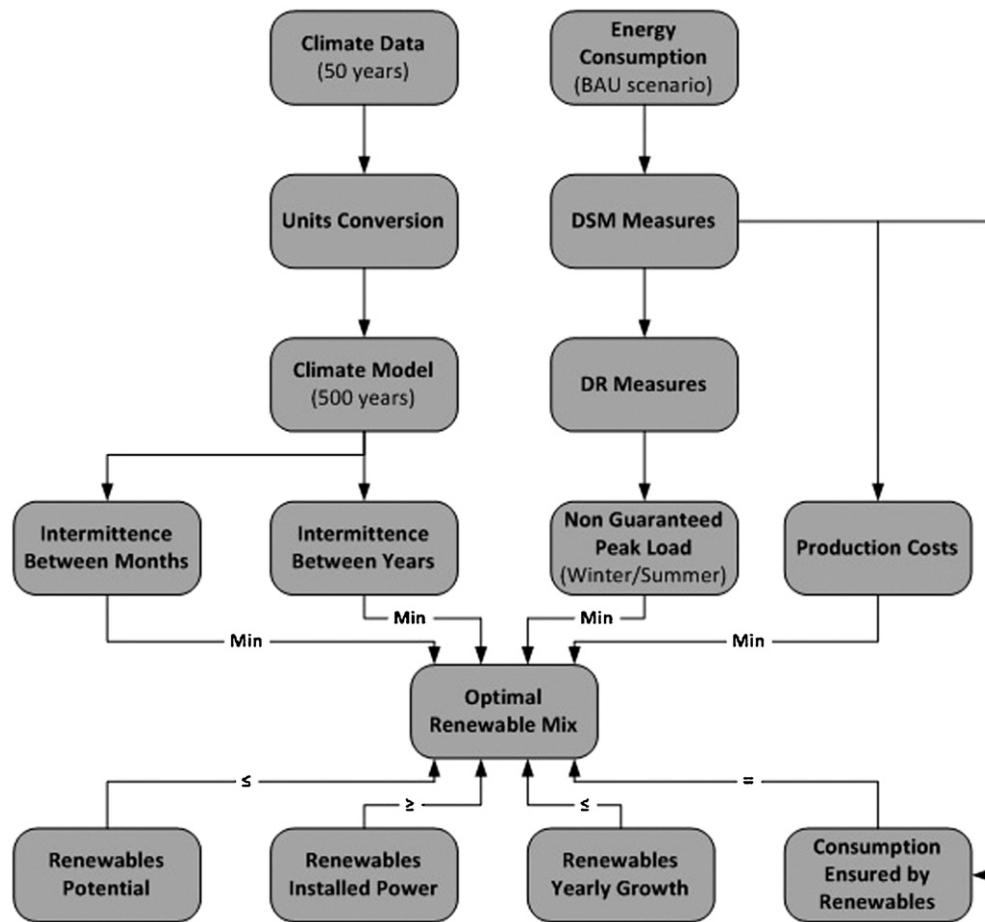 Climate Data
(50 years)
Energy
Consumption
(BAU scenario)
Units Conversion
DSM Measures
Climate Model
(500 years)
DR Measures
Intermittence
Between Months
Intermittence
Between Years
Non Guaranteed
Peak Load
(Winter/Summer)
Production Costs
Min
Min
Min
Min
Optimal
Renewable Mix
≤
≥
≤
=
Renewables
Potential
Renewables
Installed Power
Renewables
Yearly Growth
Consumption
Ensured by
Renewables